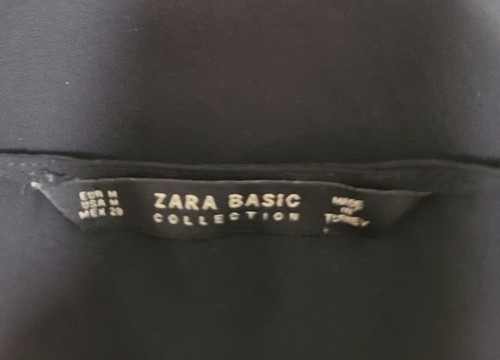 EUR M
USA M
MEX 28
ZARA BASIC
COLLECTION
MADE
IN
TURKEY